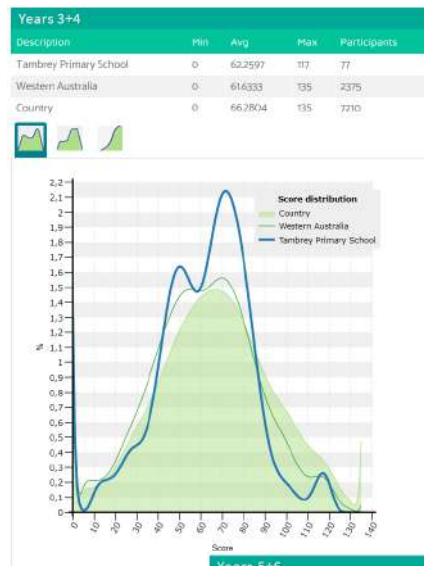 Years 3+4
Description Min Avg Max Participants
Tambrey Primary School 0 62.2597 117 77
Western Australia 0 61.6333 135 2375
Country 0 66.2804 135 7210
Score distribution
Country
Western Australia
Tambrey Primary School
2,2
2,1
2
1,9
1,8
1,7
1,6
1,5
1,4
1,3
1,2
1,1
1
0,9
0,8
0,7
0,6
0,5
0,4
0,3
0,2
0,1
0
%
0 10 20 30 40 50 60 70 80 90 100 110 120 130 140
Score
Years 5+6